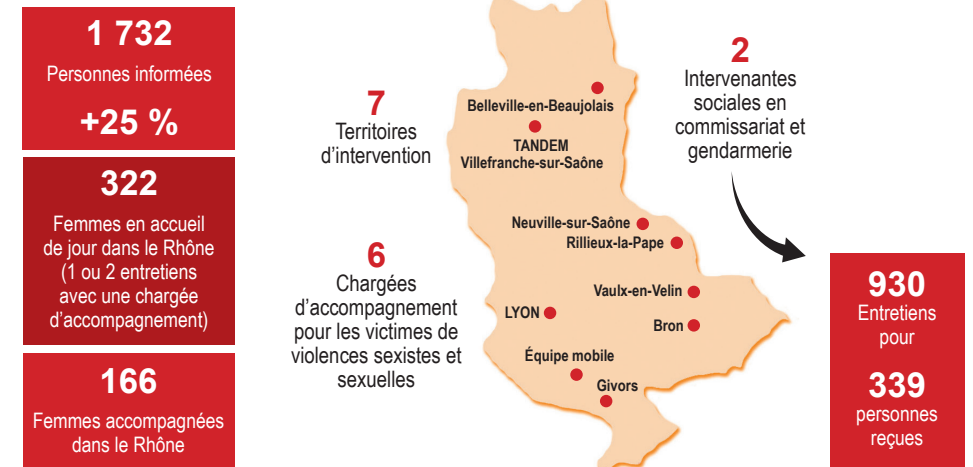 1 732
Personnes informées
+25 %
322
Femmes en accueil
de jour dans le Rhône
(1 ou 2 entretiens
avec une chargée
d'accompagnement)
166
Femmes accompagnées
dans le Rhône
7
Territoires
d'intervention
6
Chargées
d'accompagnement
pour les victimes de
violences sexistes et
sexuelles
Belleville-en-Beaujolais
TANDEM
Villefranche-sur-Saône
Neuville-sur-Saône
Rillieux-la-Pape
Vaulx-en-Velin
LYON
Bron
Équipe mobile
Givors
2
Intervenantes
sociales en
commissariat et
gendarmerie
930
Entretiens
pour
339
personnes
reçues